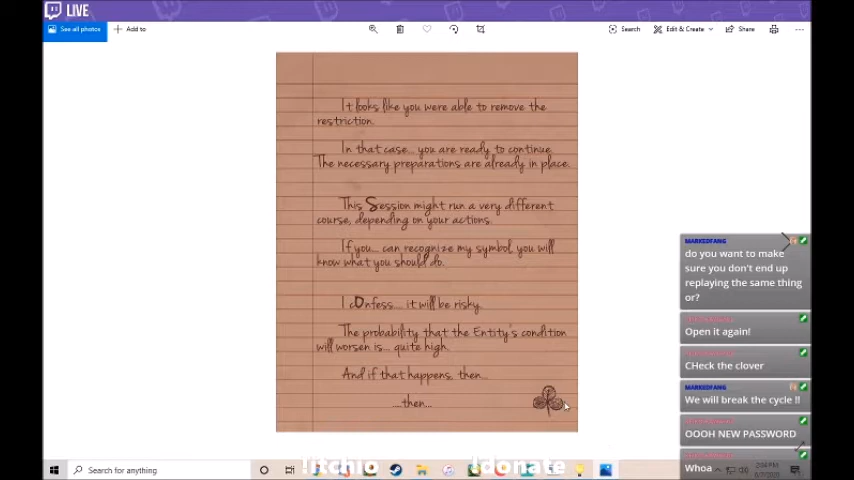 LIVE
See all photos
Add to
Search
Edit & Create
Share
It looks like you were able to remove the
restriction.
In that case... you are ready to continue.
The necessary preparations are already in place.
This Session might run a very different
course, depending on your actions.
If you... can recognize my symbol, you will
know what you should do.
I cOnfess.... it will be risky.
The probability that the Entity's condition
will worsen is... quite high.
And if that happens, then...
...then...
MARKEDFANG
do you want to make
sure you don't end up
replaying the same thing
or?
Open it again!
CHeck the clover
MARKEDFANG
We will break the cycle !!
OOOH NEW PASSWORD
Whoa
!itchio
!donate
Search for anything